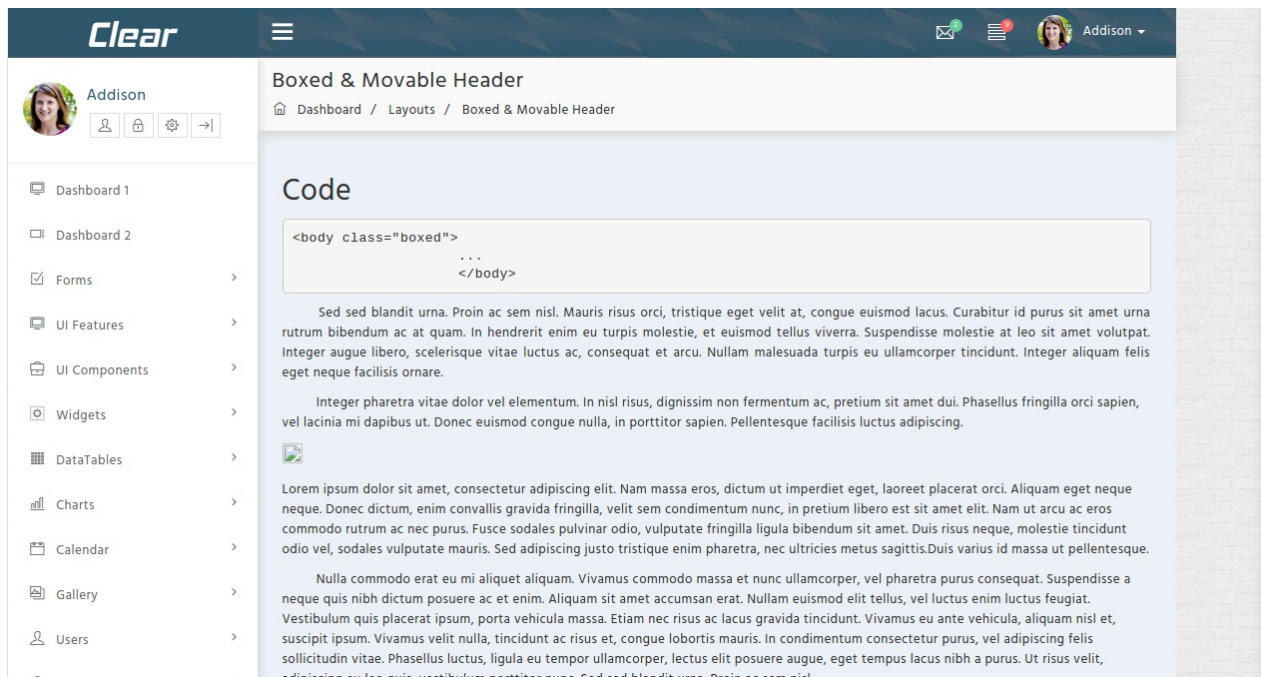 Clear
2
9
Addison
Addison
Boxed & Movable Header
Dashboard / Layouts / Boxed & Movable Header
Dashboard 1
Dashboard 2
Forms
UI Features
UI Components
Widgets
DataTables
Charts
Calendar
Gallery
Users
Code
<body class="boxed">
...
</body>
Sed sed blandit urna. Proin ac sem nisl. Mauris risus orci, tristique eget velit at, congue euismod lacus. Curabitur id purus sit amet urna
rutrum bibendum ac at quam. In hendrerit enim eu turpis molestie, et euismod tellus viverra. Suspendisse molestie at leo sit amet volutpat.
Integer augue libero, scelerisque vitae luctus ac, consequat et arcu. Nullam malesuada turpis eu ullamcorper tincidunt. Integer aliquam felis
eget neque facilisis ornare.
Integer pharetra vitae dolor vel elementum. In nisl risus, dignissim non fermentum ac, pretium sit amet dui. Phasellus fringilla orci sapien,
vel lacinia mi dapibus ut. Donec euismod congue nulla, in porttitor sapien. Pellentesque facilisis luctus adipiscing.
Lorem ipsum dolor sit amet, consectetur adipiscing elit. Nam massa eros, dictum ut imperdiet eget, laoreet placerat orci. Aliquam eget neque
neque. Donec dictum, enim convallis gravida fringilla, velit sem condimentum nunc, in pretium libero est sit amet elit. Nam ut arcu ac eros
commodo rutrum ac nec purus. Fusce sodales pulvinar odio, vulputate fringilla ligula bibendum sit amet. Duis risus neque, molestie tincidunt
odio vel, sodales vulputate mauris. Sed adipiscing justo tristique enim pharetra, nec ultricies metus sagittis.Duis varius id massa ut pellentesque.
Nulla commodo erat eu mi aliquet aliquam. Vivamus commodo massa et nunc ullamcorper, vel pharetra purus consequat. Suspendisse a
neque quis nibh dictum posuere ac et enim. Aliquam sit amet accumsan erat. Nullam euismod elit tellus, vel luctus enim luctus feugiat.
Vestibulum quis placerat ipsum, porta vehicula massa. Etiam nec risus ac lacus gravida tincidunt. Vivamus eu ante vehicula, aliquam nisl et,
suscipit ipsum. Vivamus velit nulla, tincidunt ac risus et, congue lobortis mauris. In condimentum consectetur purus, vel adipiscing felis
sollicitudin vitae. Phasellus luctus, ligula eu tempor ullamcorper, lectus elit posuere augue, eget tempus lacus nibh a purus. Ut risus velit,